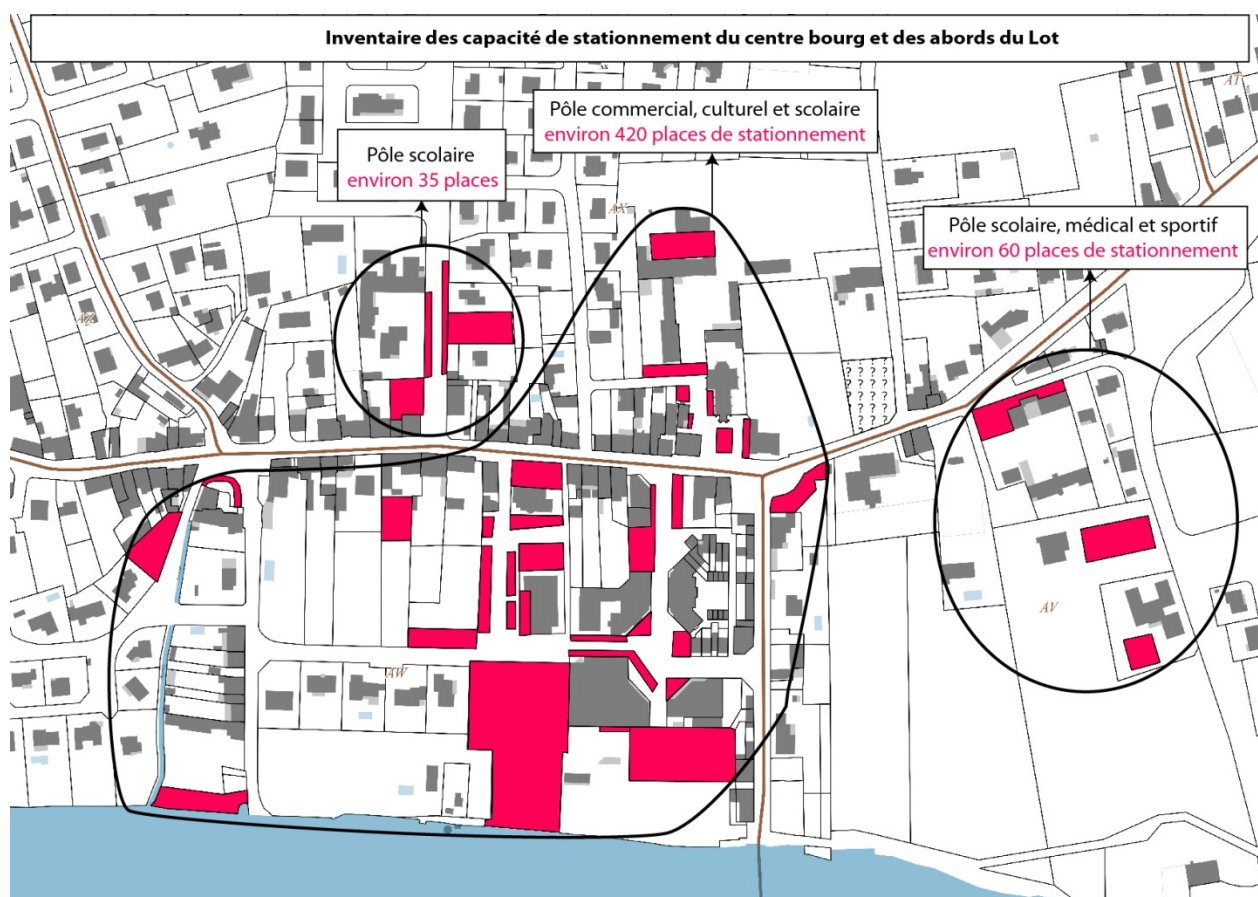 Inventaire des capacité de stationnement du centre bourg et des abords du Lot
AT
Pôle commercial, culturel et scolaire
environ 420 places de stationnement
Pôle scolaire
environ 35 places
AX
Pôle scolaire, médical et sportif
environ 60 places de stationnement
? ? ? ?
? ? ? ?
? ? ? ?
? ? ? ?
? ? ? ?
AV
AW